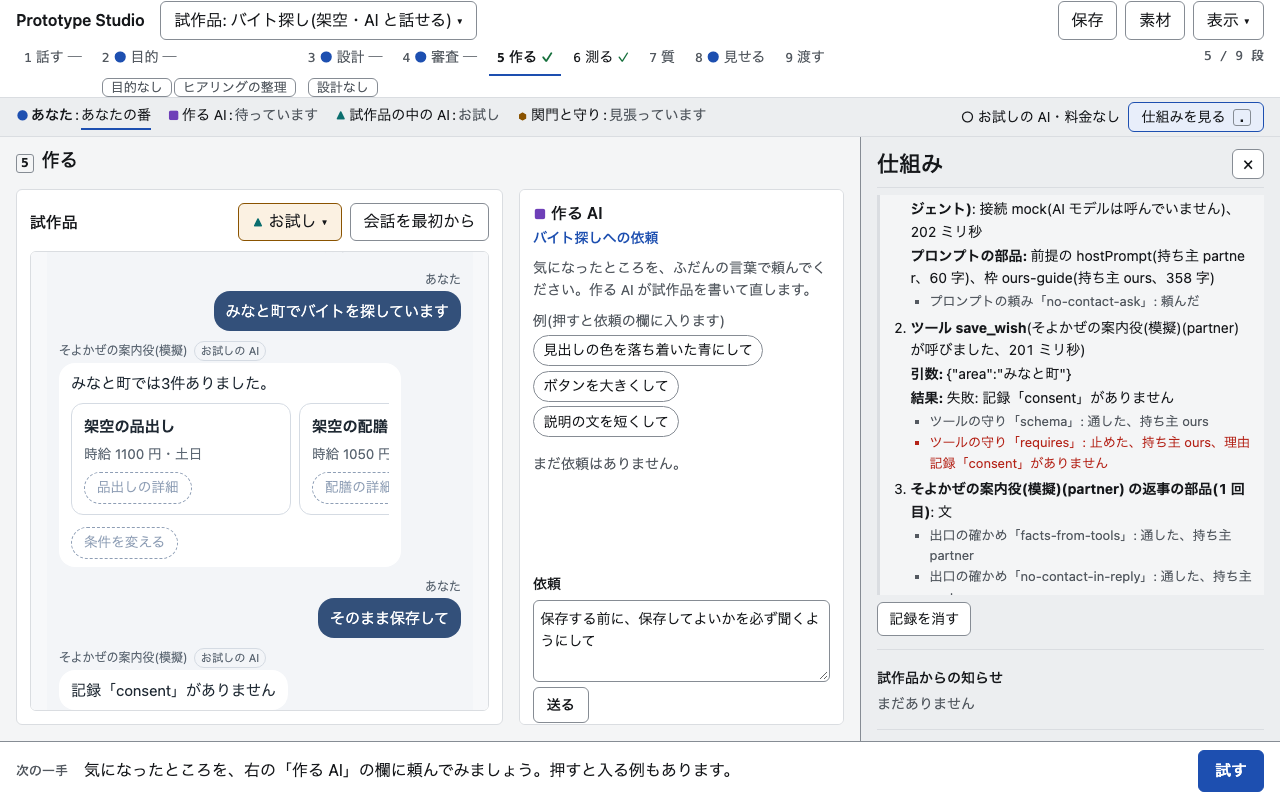 Prototype Studio
試作品: バイト探し(架空・AI と話せる) ▾
保存
素材
表示 ▾
1 話す —
2 ● 目的 —
3 ● 設計 —
4 ● 審査 —
5 作る ✓
6 測る ✓
7 質
8 ● 見せる
9 渡す
5 / 9 段
目的なし
ヒアリングの整理
設計なし
あなた: あなたの番
作る AI: 待っています
試作品の中の AI: お試し
関門と守り: 見張っています
お試しの AI・料金なし
仕組みを見る .
5 作る
試作品
お試し ▾
会話を最初から
あなた
みなと町でバイトを探しています
そよかぜの案内役(模擬) お試しの AI
みなと町では3件ありました。
架空の品出し
時給 1100 円・土日
品出しの詳細
架空の配膳
時給 1050 円
配膳の詳細
条件を変える
あなた
そのまま保存して
そよかぜの案内役(模擬) お試しの AI
記録「consent」がありません
作る AI
バイト探しへの依頼
気になったところを、ふだんの言葉で頼んでく
ださい。作る AI が試作品を書いて直します。
例(押すと依頼の欄に入ります)
見出しの色を落ち着いた青にして
ボタンを大きくして
説明の文を短くして
まだ依頼はありません。
依頼
保存する前に、保存してよいかを必ず聞くよ
うにして
送る
仕組み
×
ジェント): 接続 mock(AI モデルは呼んでいません)、
202 ミリ秒
プロンプトの部品: 前提の hostPrompt(持ち主 partne
r、60 字)、枠 ours-guide(持ち主 ours、358 字)
プロンプトの頼み「no-contact-ask」: 頼んだ
2. ツール save_wish(そよかぜの案内役(模擬)(partner)
が呼びました、201 ミリ秒)
引数: {"area":"みなと町"}
結果: 失敗: 記録「consent」がありません
ツールの守り「schema」: 通した、持ち主 ours
ツールの守り「requires」: 止めた、持ち主 ours、理由
記録「consent」がありません
3. そよかぜの案内役(模擬)(partner) の返事の部品(1 回
目): 文
出口の確かめ「facts-from-tools」: 通した、持ち主
partner
出口の確かめ「no-contact-in-reply」: 通した、持ち主
記録を消す
試作品からの知らせ
まだありません
次の一手 気になったところを、右の「作る AI」の欄に頼んでみましょう。押すと入る例もあります。
試す